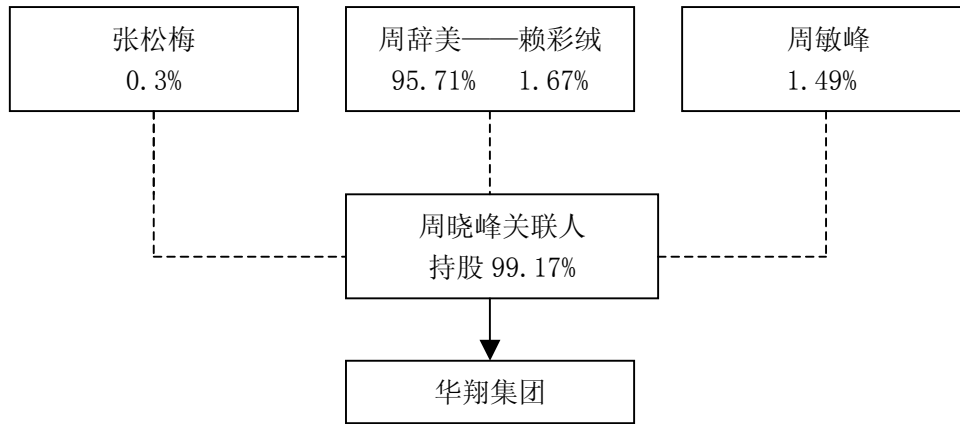 张松梅
0.3%
周辞美——赖彩绒
95.71% 1.67%
周敏峰
1.49%
周晓峰关联人
持股 99.17%
华翔集团